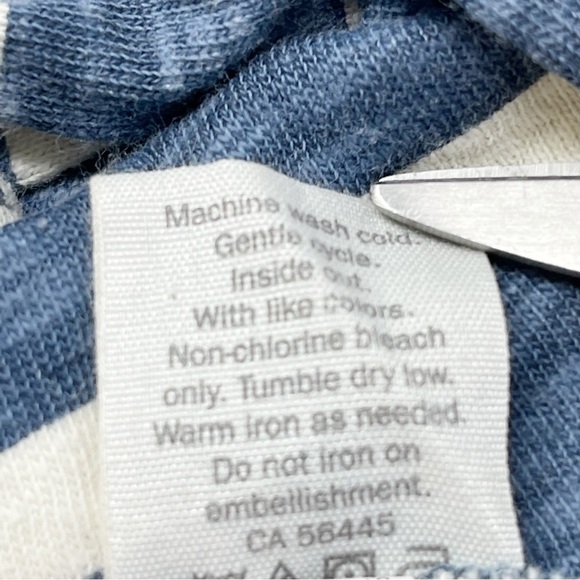 Machine wash cold.
Gentle cycle.
Inside out.
With like colors.
Non-chlorine bleach
only. Tumble dry low.
Warm iron as needed.
Do not iron on
embellishment.
CA 56445